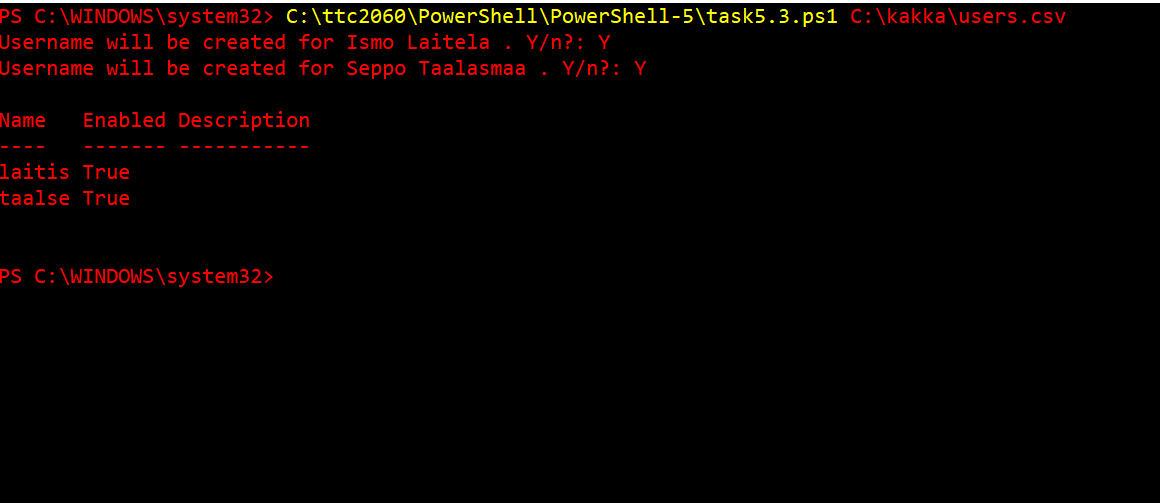 PS C:\WINDOWS\system32> C:\ttc2060\PowerShell\PowerShell-5\task5.3.ps1 C:\kakka\users.csv
Username will be created for Ismo Laitela . Y/n?: Y
Username will be created for Seppo Taalasmaa . Y/n?: Y
Name   Enabled Description
----   ------- -----------
laitis True
taalse True
PS C:\WINDOWS\system32>